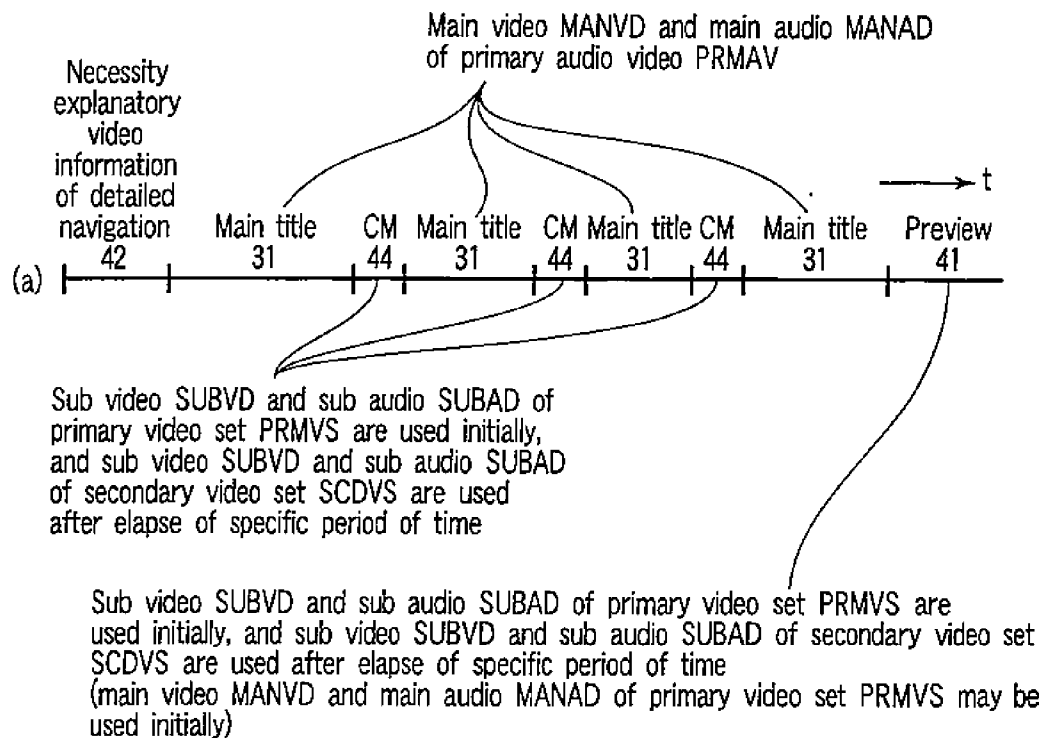 Main video MANVD and main audio MANAD
of primary audio video PRMAV
Necessity
explanatory
video
information
of detailed
navigation
t
Main title CM Main title CM Main title CM Main title Preview
42 31 44 31 44 31 44 31 41
(a)
Sub video SUBVD and sub audio SUBAD of
primary video set PRMVS are used initially,
and sub video SUBVD and sub audio SUBAD
of secondary video set SCDVS are used
after elapse of specific period of time
Sub video SUBVD and sub audio SUBAD of primary video set PRMVS are
used initially, and sub video SUBVD and sub audio SUBAD of secondary video set
SCDVS are used after elapse of specific period of time
(main video MANVD and main audio MANAD of primary video set PRMVS may be
used initially)